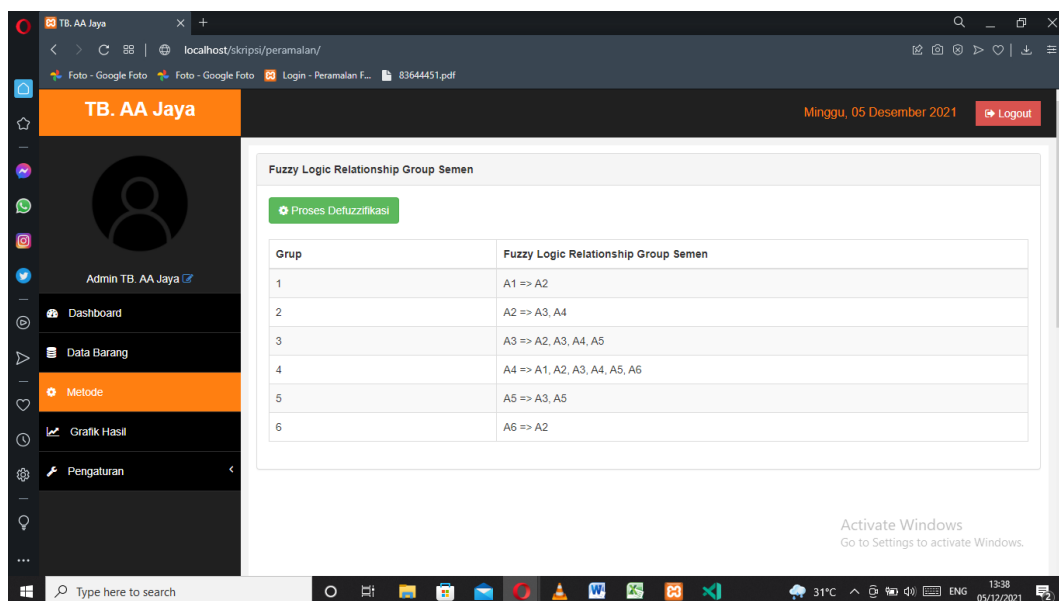 TB. AA Jaya
localhost/skripsi/peramalan/
Foto - Google Foto Foto - Google Foto Login - Peramalan F... 83644451.pdf
TB. AA Jaya
Minggu, 05 Desember 2021 Logout
Fuzzy Logic Relationship Group Semen
Proses Defuzzifikasi
Grup Fuzzy Logic Relationship Group Semen
1 A1 => A2
2 A2 => A3, A4
3 A3 => A2, A3, A4, A5
4 A4 => A1, A2, A3, A4, A5, A6
5 A5 => A3, A5
6 A6 => A2
Admin TB. AA Jaya
Dashboard
Data Barang
Metode
Grafik Hasil
Pengaturan
Activate Windows
Go to Settings to activate Windows.
Type here to search
31°C ENG 13:38
05/12/2021